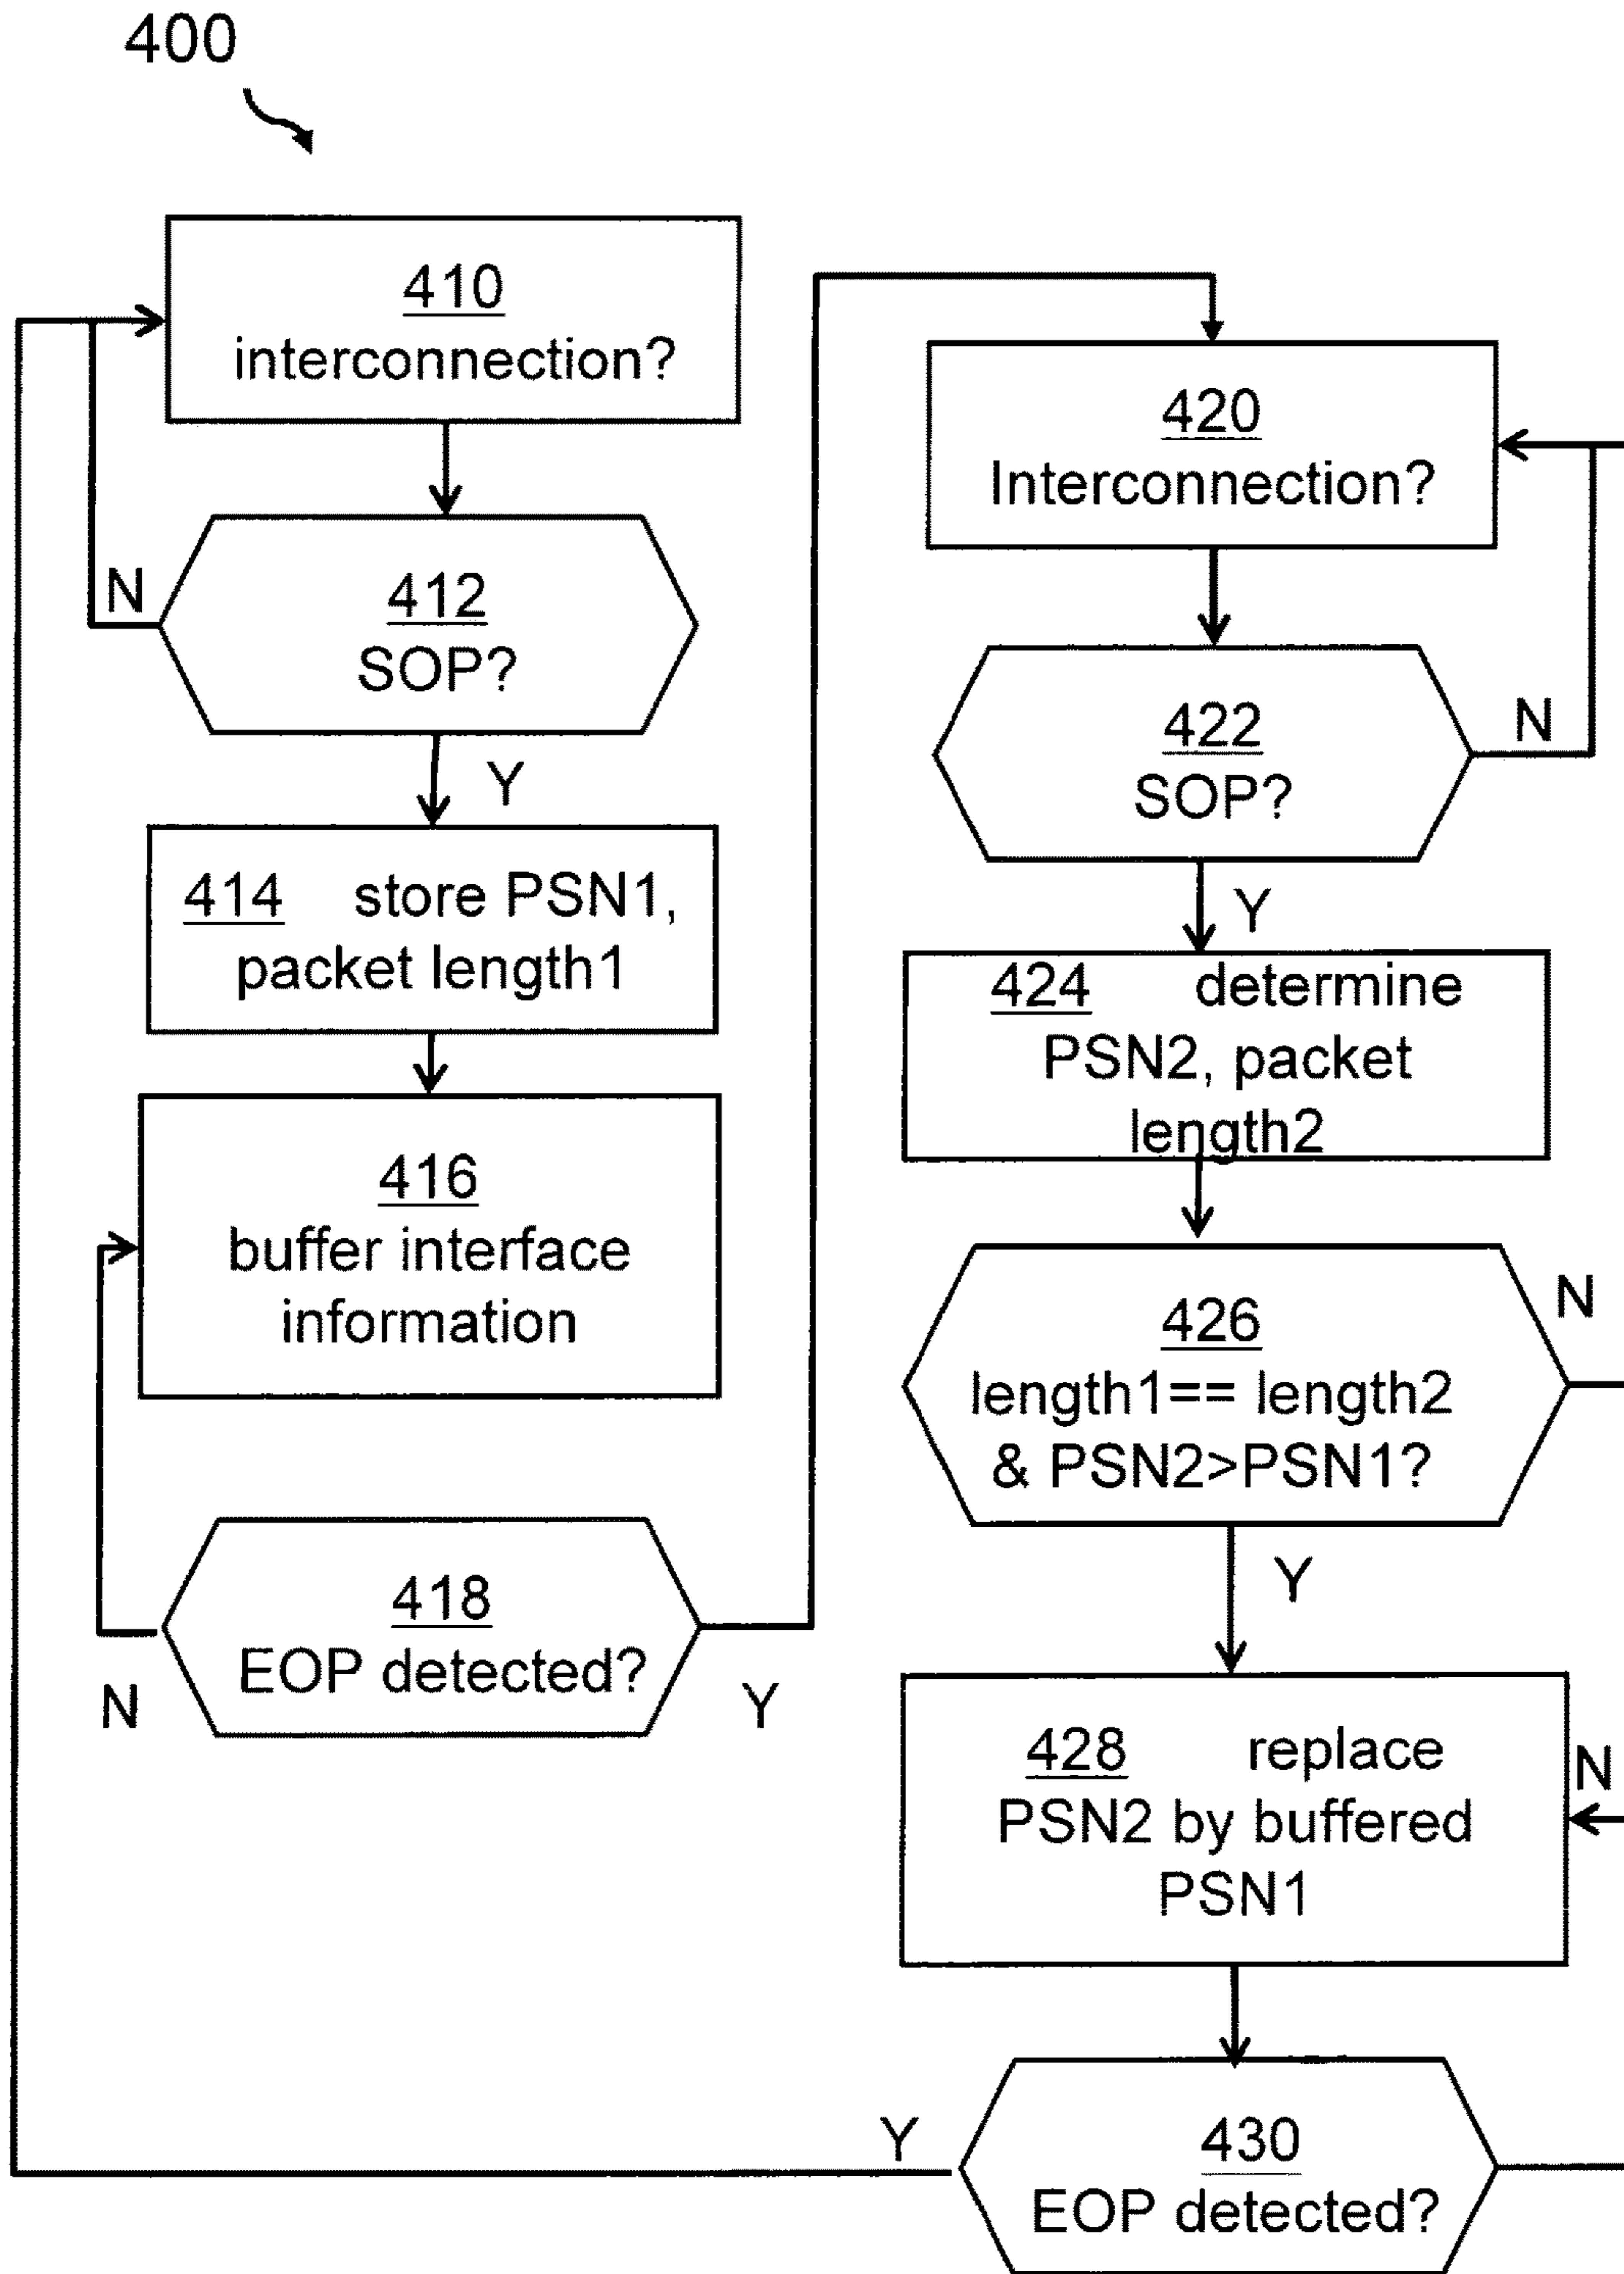 400
410
interconnection?
412
SOP?
N
Y
414 store PSN1,
packet length1
416
buffer interface
information
418
EOP detected?
N
Y
420
Interconnection?
422
SOP?
N
Y
424 determine
PSN2, packet
length2
426
length1== length2
& PSN2>PSN1?
N
Y
428 replace
PSN2 by buffered
PSN1
N
430
EOP detected?
Y